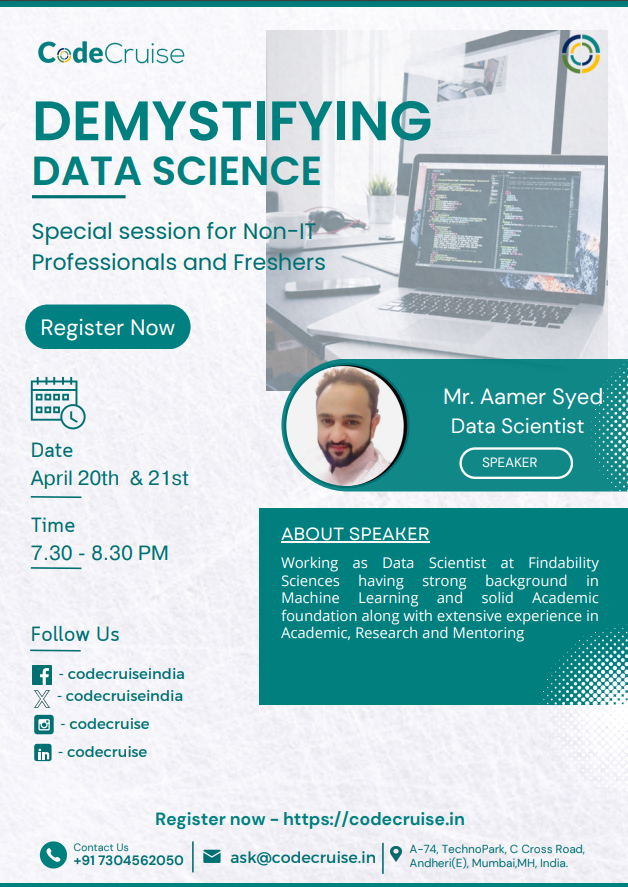 CodeCruise
DEMYSTIFYING
DATA SCIENCE
Special session for Non-IT
Professionals and Freshers
Register Now
Mr. Aamer Syed
Data Scientist
SPEAKER
Date
April 20th & 21st
Time
7.30 - 8.30 PM
ABOUT SPEAKER
Working as Data Scientist at Findability
Sciences having strong background in
Machine Learning and solid Academic
foundation along with extensive experience in
Academic, Research and Mentoring
Follow Us
- codecruiseindia
- codecruiseindia
- codecruise
- codecruise
Register now - https://codecruise.in
Contact Us
+91 7304562050
ask@codecruise.in
A-74, TechnoPark, C Cross Road,
Andheri(E), Mumbai,MH, India.